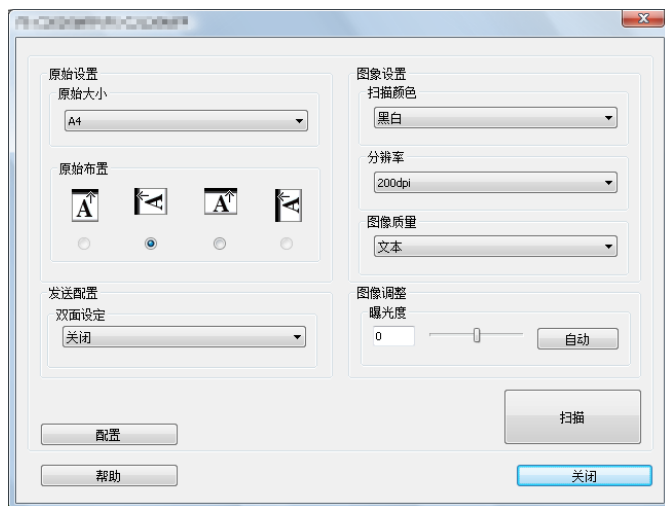 原始设置
原始大小
A4
原始布置
A
A
A
A
发送配置
双面设定
关闭
配置
帮助
图象设置
扫描颜色
黑白
分辨率
200dpi
图像质量
文本
图像调整
曝光度
0
自动
扫描
关闭